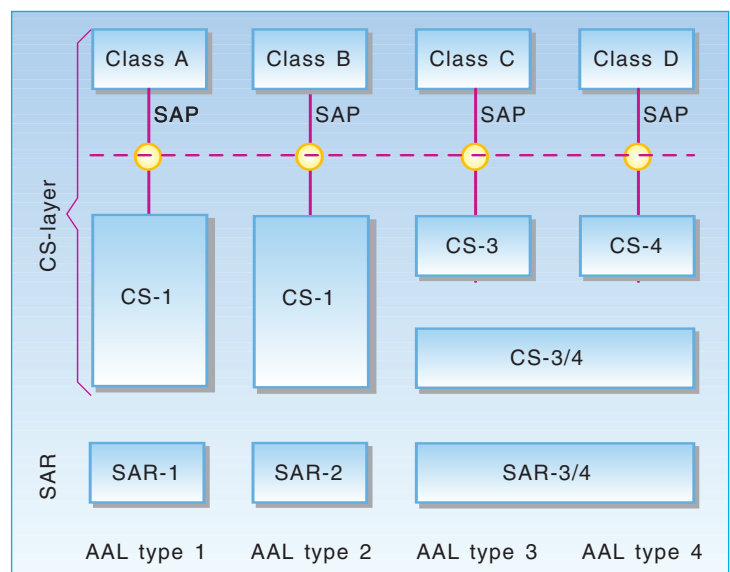 Class A
Class B
Class C
Class D
SAP
SAP
SAP
SAP
CS-layer
CS-1
CS-1
CS-3
CS-4
CS-3/4
SAR
SAR-1
SAR-2
SAR-3/4
AAL type 1
AAL type 2
AAL type 3
AAL type 4